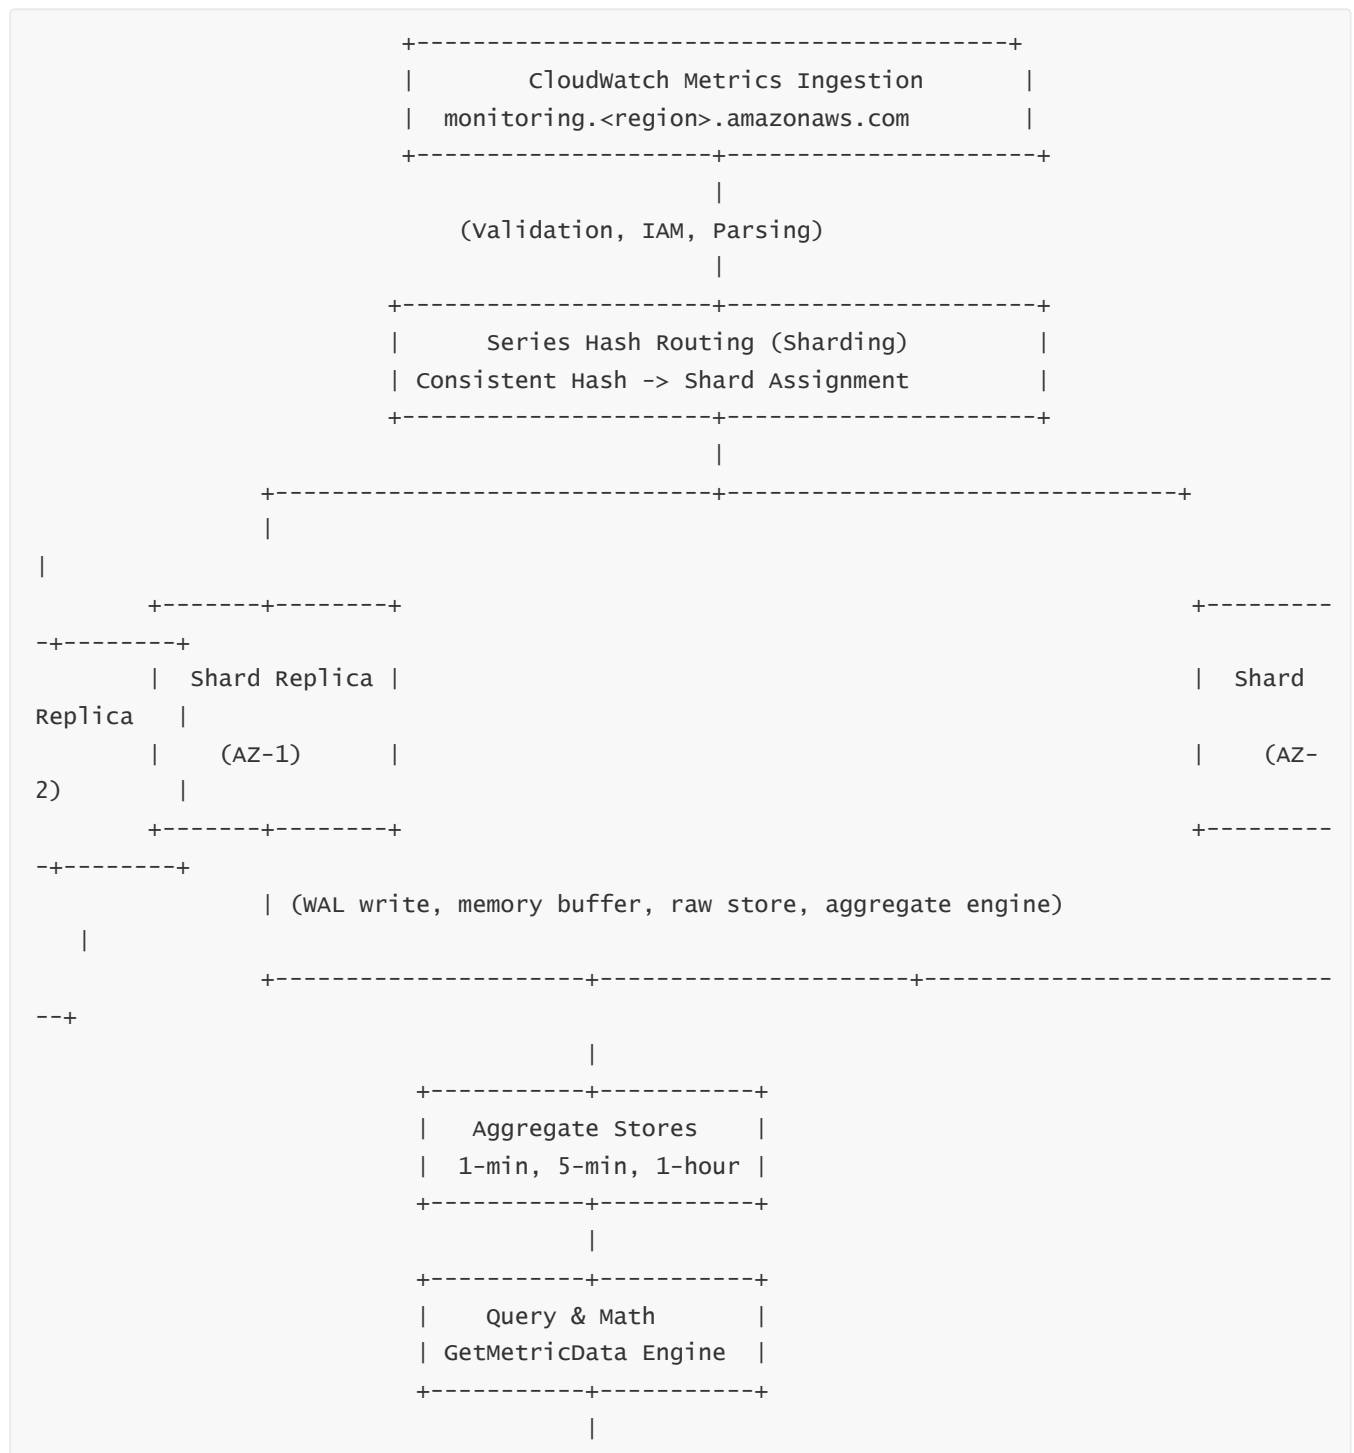 +------------------------------------------+
|        CloudWatch Metrics Ingestion       |
|  monitoring.<region>.amazonaws.com        |
+---------------------+----------------------+
|
(Validation, IAM, Parsing)
|
+----------------------+----------------------+
|      Series Hash Routing (Sharding)         |
| Consistent Hash -> Shard Assignment         |
+----------------------+----------------------+
|
+-------------------------------+--------------------------------+
|
|
+-------+--------+                                                        +---------
-+--------+
|  Shard Replica |                                                        |  Shard
Replica   |
|    (AZ-1)      |                                                        |    (AZ-
2)        |
+-------+--------+                                                        +---------
-+--------+
| (WAL write, memory buffer, raw store, aggregate engine)
|
+----------------------+----------------------+-----------------------------
--+
|
+-----------+-----------+
|   Aggregate Stores    |
|  1-min, 5-min, 1-hour |
+-----------+-----------+
|
+-----------+-----------+
|    Query & Math       |
| GetMetricData Engine  |
+-----------+-----------+
|